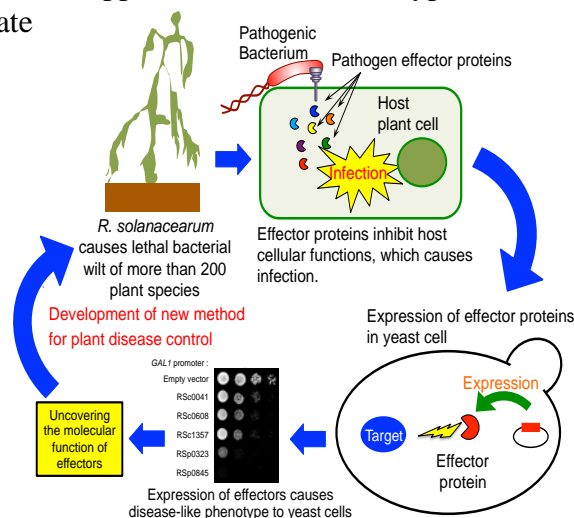 ate
Pathogenic
Bacterium
Pathogen effector proteins
Host
plant cell
Infection
R. solanacearum
causes lethal bacterial
wilt of more than 200
plant species
Effector proteins inhibit host
cellular functions, which causes
infection.
Development of new method
for plant disease control
Expression of effector proteins
in yeast cell
Expression
Target
Effector
protein
GAL1 promoter :
Empty vector
RSc0041
RSc0608
RSc1357
RSp0323
RSp0845
Expression of effectors causes
disease-like phenotype to yeast cells
Uncovering
the molecular
function of
effectors